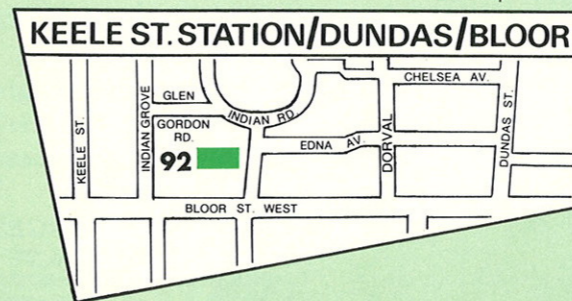 KEELE ST. STATION/DUNDAS/BLOOR
CHELSEA AV.
GLEN
GORDON
RD.
INDIAN RD.
EDNA AV.
KEELE ST.
INDIAN GROVE
DORVAL
DUNDAS ST.
92
BLOOR ST. WEST